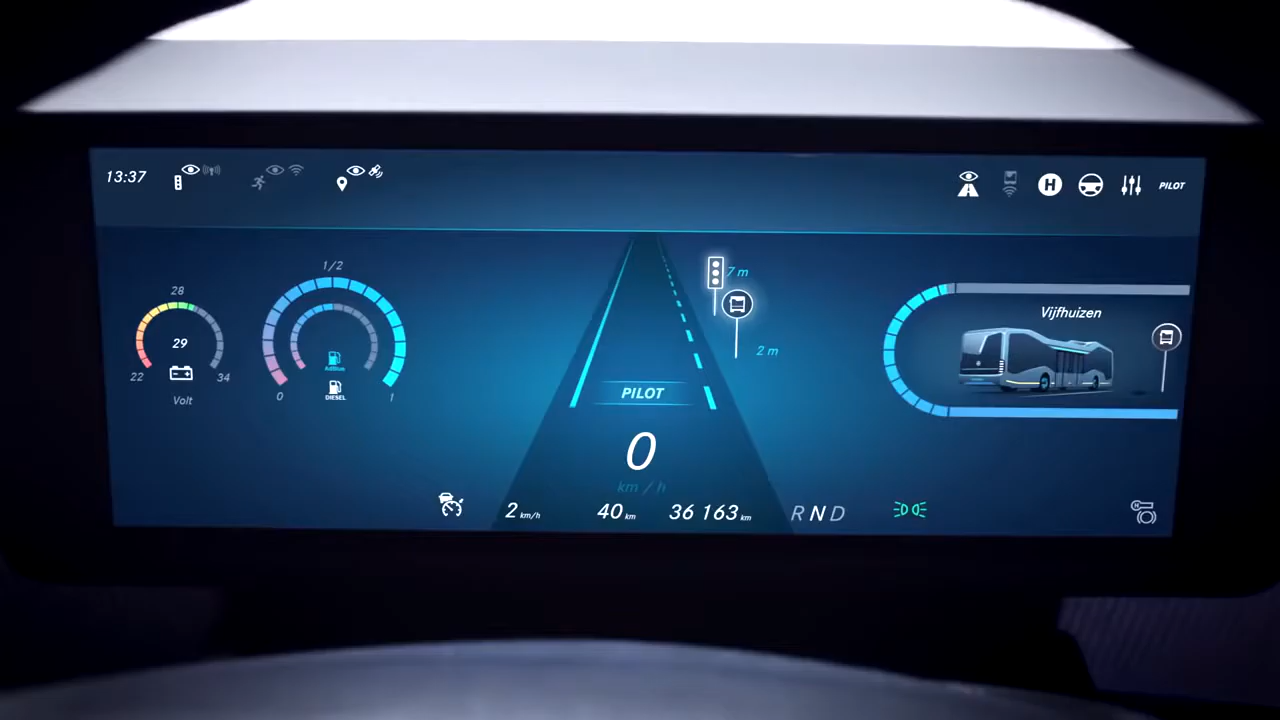 13:37
H
PILOT
1/2
28
7 m
Vijfhuizen
29
2 m
22
34
AdBlue
DIESEL
Volt
0
1
PILOT
0
km / h
2 km/h
40 km
36 163 km
R N D
H